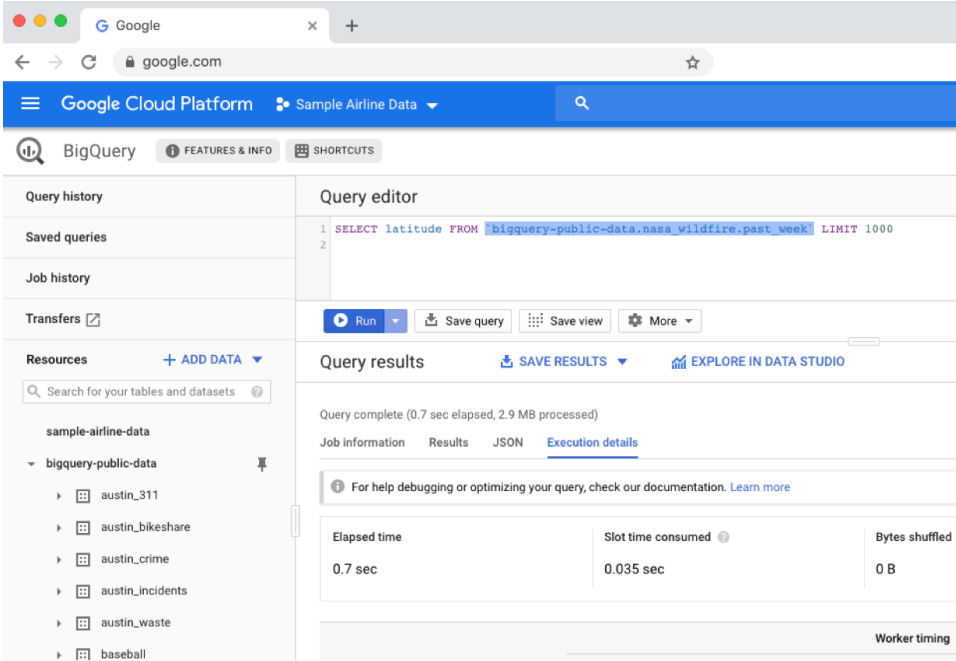 Google
google.com
Google Cloud Platform Sample Airline Data
BigQuery FEATURES & INFO SHORTCUTS
Query history
Saved queries
Job history
Transfers
Resources ADD DATA
Search for your tables and datasets
sample-airline-data
bigquery-public-data
austin_311
austin_bikeshare
austin_crime
austin_incidents
austin_waste
baseball
Query editor
1 SELECT latitude FROM `bigquery-public-data.nasa_wildfire.past_week` LIMIT 1000
2
Run Save query Save view More
Query results SAVE RESULTS EXPLORE IN DATA STUDIO
Query complete (0.7 sec elapsed, 2.9 MB processed)
Job information Results JSON Execution details
For help debugging or optimizing your query, check our documentation. Learn more
Elapsed time Slot time consumed Bytes shuffled
0.7 sec 0.035 sec 0 B
Worker timing